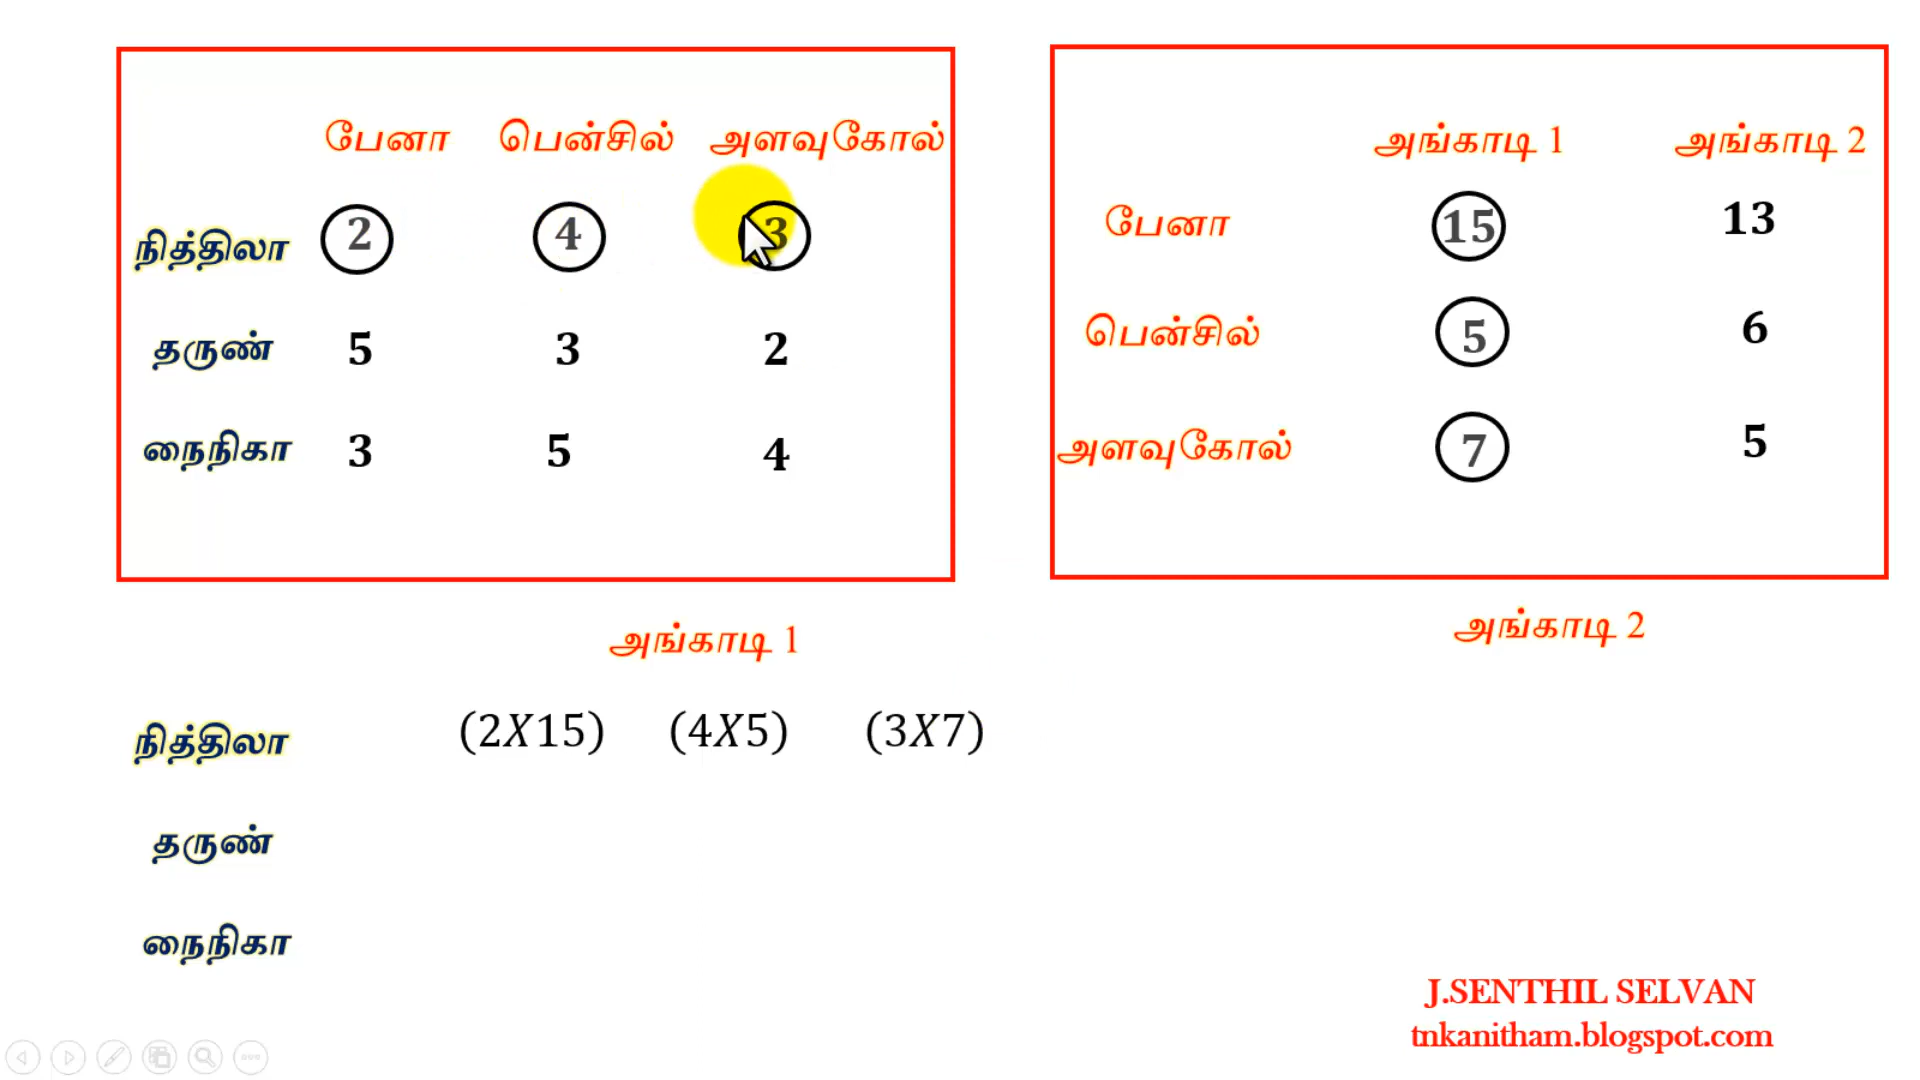 பேனா பென்சில் அளவுகோல்
நித்திலா 2 4 3
தருண் 5 3 2
நைநிகா 3 5 4
அங்காடி 1 அங்காடி 2
பேனா 15 13
பென்சில் 5 6
அளவுகோல் 7 5
அங்காடி 1 அங்காடி 2
நித்திலா (2X15) (4X5) (3X7)
தருண்
நைநிகா
J.SENTHIL SELVAN
tnkanitham.blogspot.com